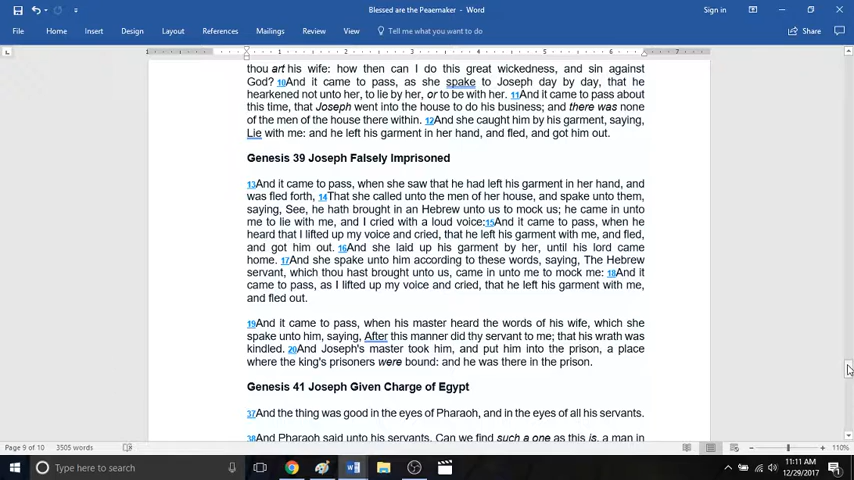 Blessed are the Peaermaker - Word
Sign in
File Home Insert Draw Design Layout References Mailings Review View Tell me what you want to do Share
thou art his wife: how then can I do this great wickedness, and sin against
God? 10And it came to pass, as she spake to Joseph day by day, that he
hearkened not unto her, to lie by her, or to be with her. 11And it came to pass about
this time, that Joseph went into the house to do his business; and there was none
of the men of the house there within. 12And she caught him by his garment, saying,
Lie with me: and he left his garment in her hand, and fled, and got him out.
Genesis 39 Joseph Falsely Imprisoned
13And it came to pass, when she saw that he had left his garment in her hand, and
was fled forth, 14That she called unto the men of her house, and spake unto them,
saying, See, he hath brought in an Hebrew unto us to mock us; he came in unto
me to lie with me, and I cried with a loud voice:15And it came to pass, when he
heard that I lifted up my voice and cried, that he left his garment with me, and fled,
and got him out. 16And she laid up his garment by her, until his lord came
home. 17And she spake unto him according to these words, saying, The Hebrew
servant, which thou hast brought unto us, came in unto me to mock me: 18And it
came to pass, as I lifted up my voice and cried, that he left his garment with me,
and fled out.
19And it came to pass, when his master heard the words of his wife, which she
spake unto him, saying, After this manner did thy servant to me; that his wrath was
kindled. 20And Joseph's master took him, and put him into the prison, a place
where the king's prisoners were bound: and he was there in the prison.
Genesis 41 Joseph Given Charge of Egypt
37And the thing was good in the eyes of Pharaoh, and in the eyes of all his servants.
38And Pharaoh said unto his servants, Can we find such a one as this is, a man in
Page 9 of 10 3505 words 110%
Type here to search
11:11 AM
12/29/2017